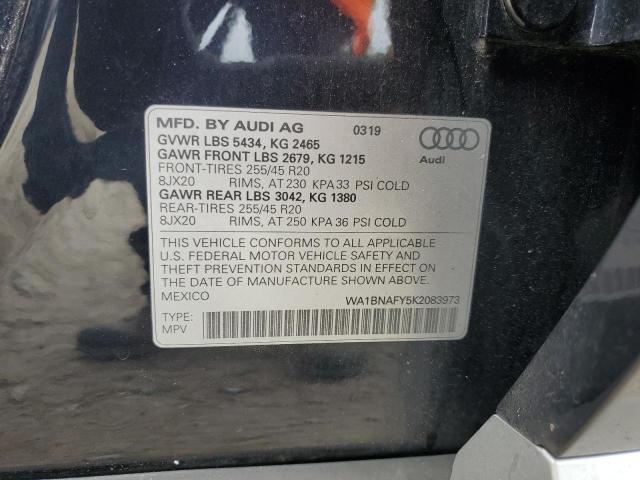 MFD. BY AUDI AG 0319
GVWR LBS 5434, KG 2465
GAWR FRONT LBS 2679, KG 1215
FRONT-TIRES 255/45 R20
8JX20 RIMS, AT 230 KPA 33 PSI COLD
GAWR REAR LBS 3042, KG 1380
REAR-TIRES 255/45 R20
8JX20 RIMS, AT 250 KPA 36 PSI COLD
Audi
THIS VEHICLE CONFORMS TO ALL APPLICABLE
U.S. FEDERAL MOTOR VEHICLE SAFETY AND
THEFT PREVENTION STANDARDS IN EFFECT ON
THE DATE OF MANUFACTURE SHOWN ABOVE.
MEXICO WA1BNAFY5K2083973
TYPE:
MPV